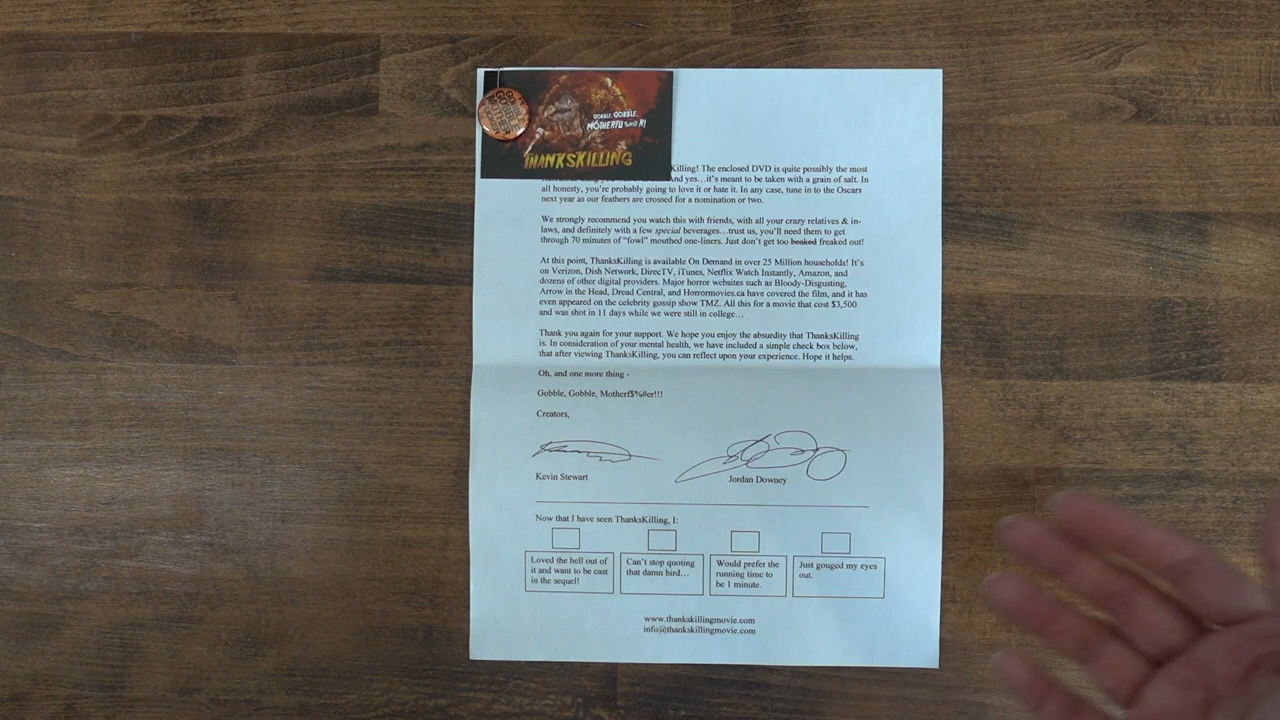 GOBBLE
GOBBLE
GOBBLE, GOBBLE,
MOTHERFU%#@R!
THANKSKILLING
Killing! The enclosed DVD is quite possibly the most
And yes…it's meant to be taken with a grain of salt. In
all honesty, you're probably going to love it or hate it. In any case, tune in to the Oscars
next year as our feathers are crossed for a nomination or two.
We strongly recommend you watch this with friends, with all your crazy relatives & in-
laws, and definitely with a few special beverages…trust us, you'll need them to get
through 70 minutes of "fowl" mouthed one-liners. Just don't get too beaked freaked out!
At this point, ThanksKilling is available On Demand in over 25 Million households! It's
on Verizon, Dish Network, DirecTV, iTunes, Netflix Watch Instantly, Amazon, and
dozens of other digital providers. Major horror websites such as Bloody-Disgusting,
Arrow in the Head, Dread Central, and Horrormovies.ca have covered the film, and it has
even appeared on the celebrity gossip show TMZ. All this for a movie that cost $3,500
and was shot in 11 days while we were still in college…
Thank you again for your support. We hope you enjoy the absurdity that ThanksKilling
is. In consideration of your mental health, we have included a simple check box below,
that after viewing ThanksKilling, you can reflect upon your experience. Hope it helps.
Oh, and one more thing -
Gobble, Gobble, Motherf$%#er!!!
Creators,
Kevin Stewart
Jordan Downey
Now that I have seen ThanksKilling, I:
Loved the hell out of
it and want to be cast
in the sequel!
Can't stop quoting
that damn bird…
Would prefer the
running time to
be 1 minute.
Just gouged my eyes
out.
www.thankskillingmovie.com
info@thankskillingmovie.com